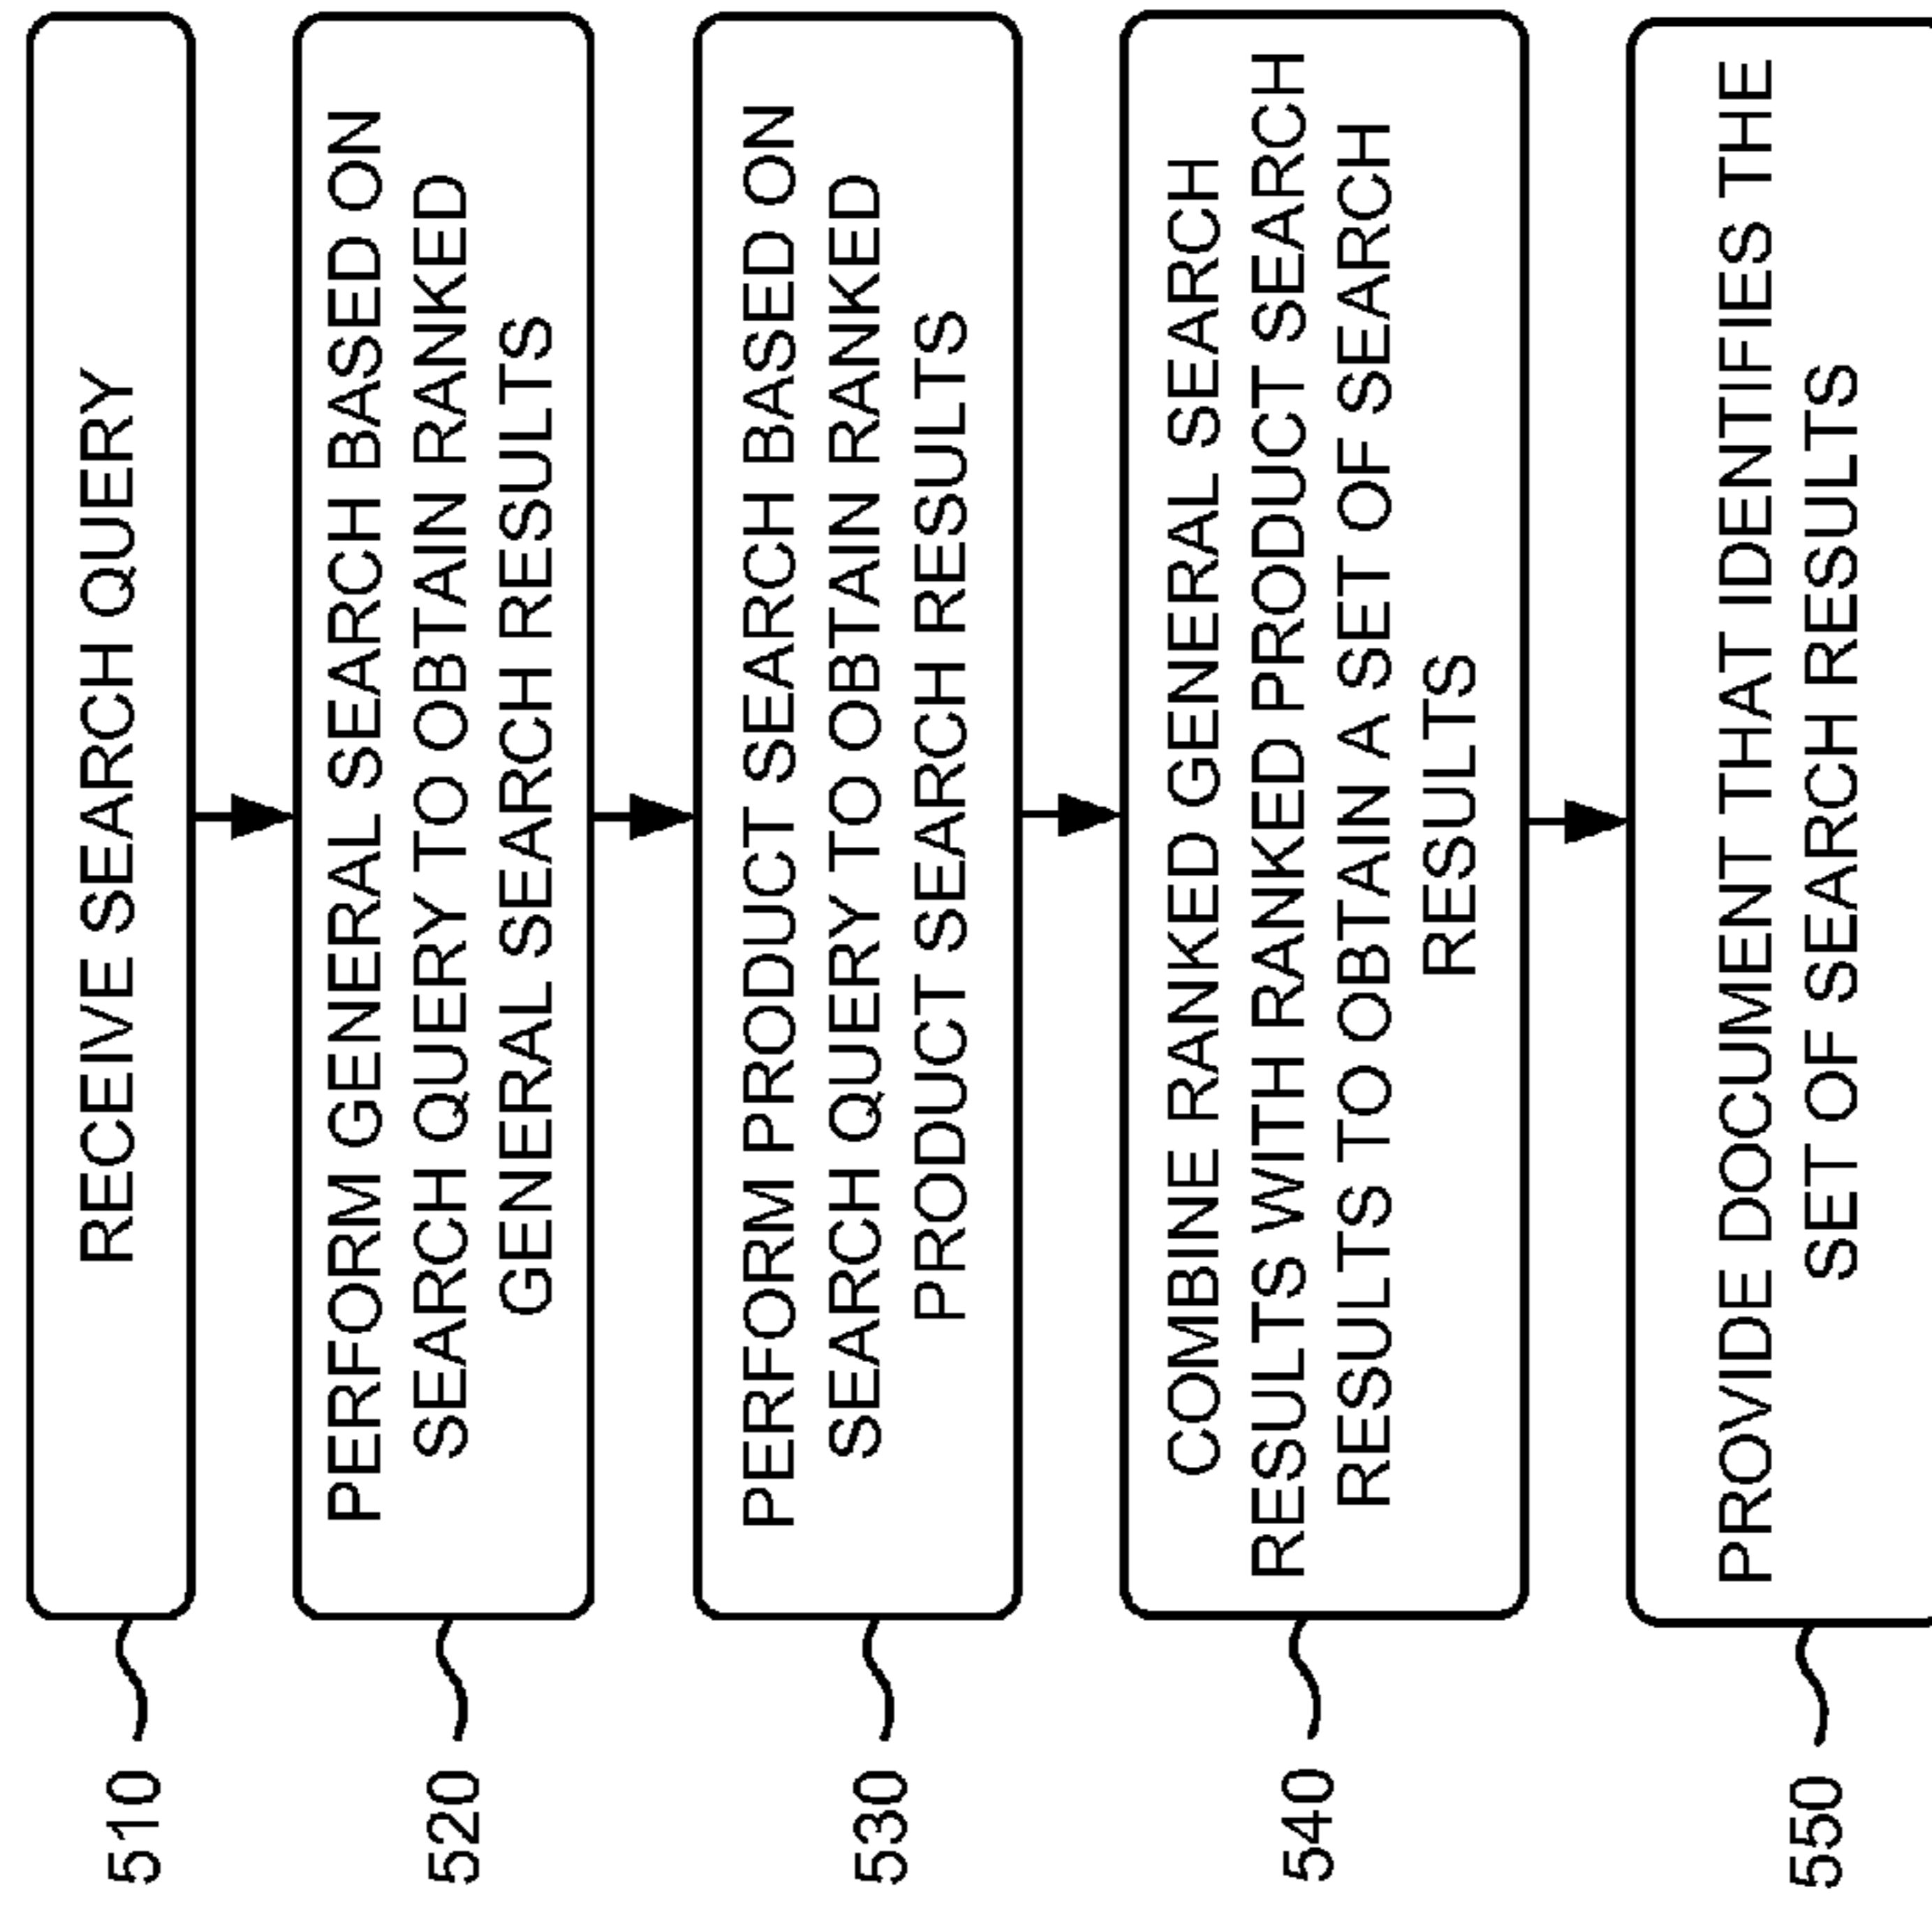 510
RECEIVE SEARCH QUERY
520
PERFORM GENERAL SEARCH BASED ON
SEARCH QUERY TO OBTAIN RANKED
GENERAL SEARCH RESULTS
530
PERFORM PRODUCT SEARCH BASED ON
SEARCH QUERY TO OBTAIN RANKED
PRODUCT SEARCH RESULTS
540
COMBINE RANKED GENERAL SEARCH
RESULTS WITH RANKED PRODUCT SEARCH
RESULTS TO OBTAIN A SET OF SEARCH
RESULTS
550
PROVIDE DOCUMENT THAT IDENTIFIES THE
SET OF SEARCH RESULTS